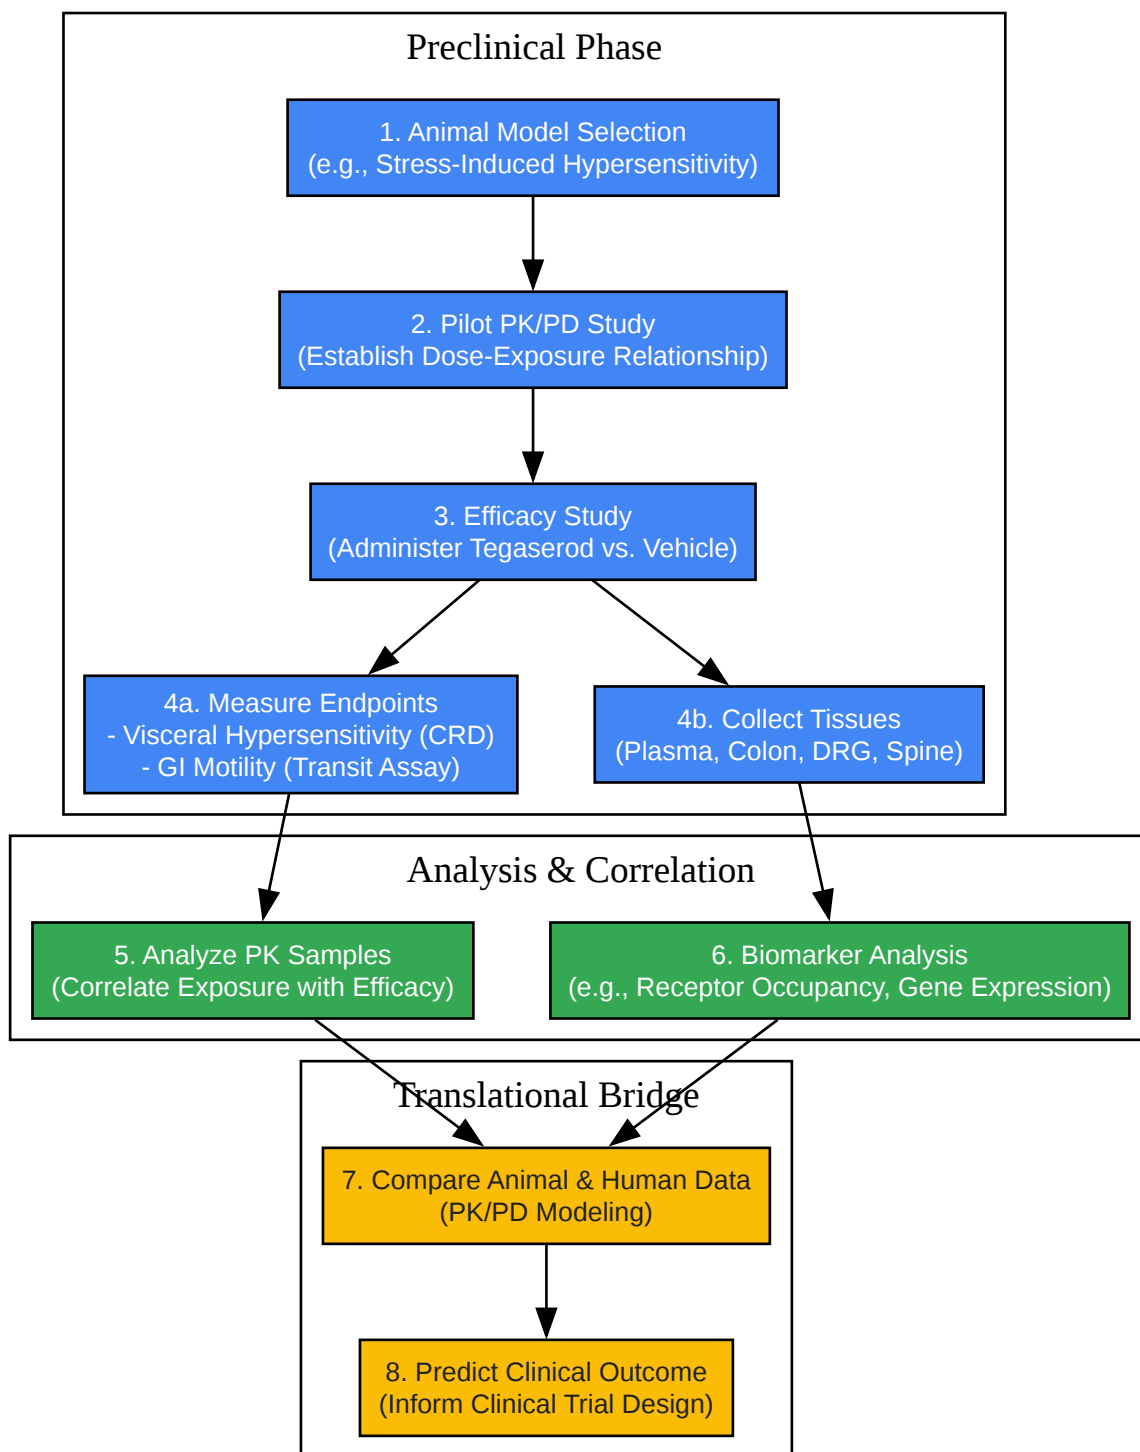 Preclinical Phase
1. Animal Model Selection
(e.g., Stress-Induced Hypersensitivity)
2. Pilot PK/PD Study
(Establish Dose-Exposure Relationship)
3. Efficacy Study
(Administer Tegaserod vs. Vehicle)
4a. Measure Endpoints
- Visceral Hypersensitivity (CRD)
- GI Motility (Transit Assay)
4b. Collect Tissues
(Plasma, Colon, DRG, Spine)
Analysis & Correlation
5. Analyze PK Samples
(Correlate Exposure with Efficacy)
6. Biomarker Analysis
(e.g., Receptor Occupancy, Gene Expression)
Translational Bridge
7. Compare Animal & Human Data
(PK/PD Modeling)
8. Predict Clinical Outcome
(Inform Clinical Trial Design)